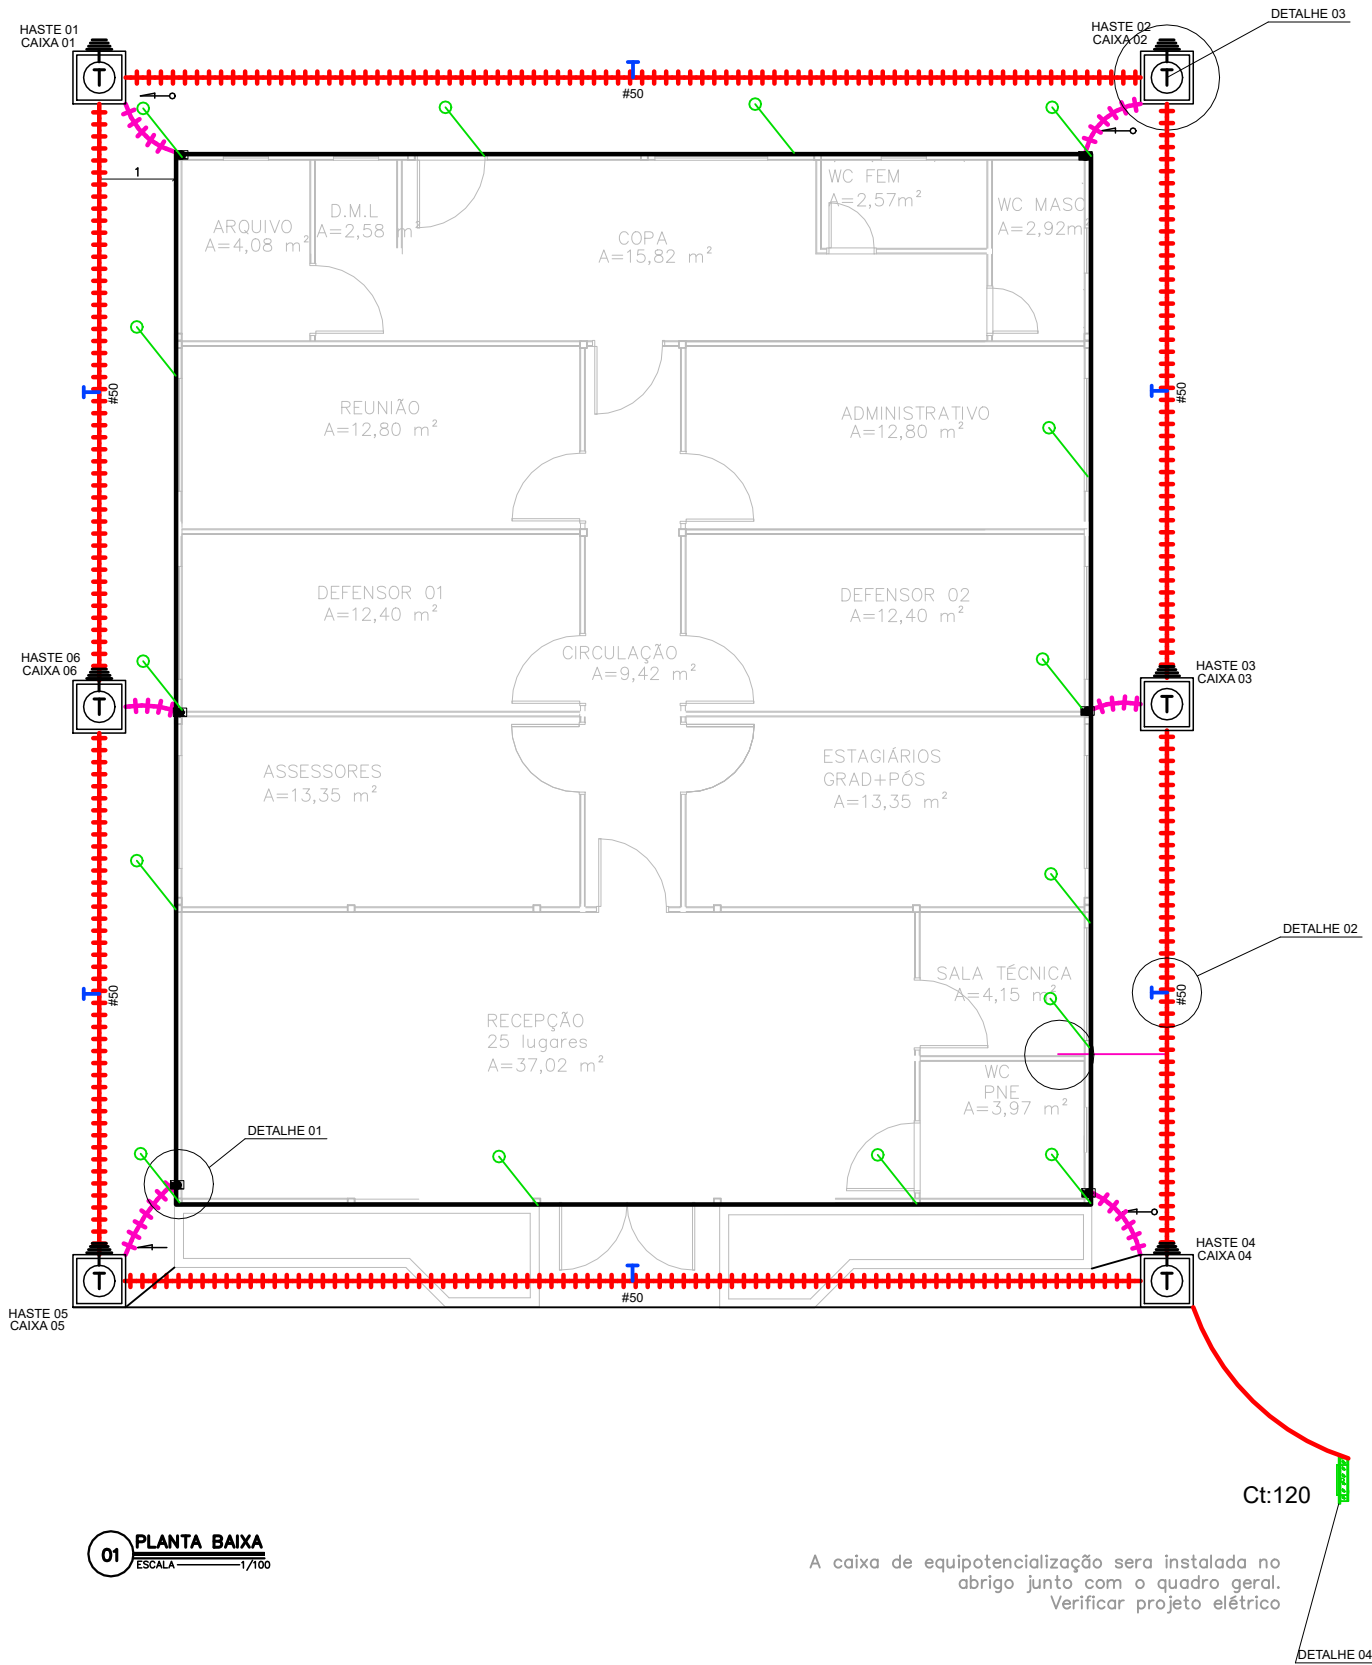 DETALHE 03
HASTE 01
CAIXA 01
HASTE 02
CAIXA 02
T
T
#50
1
ARQUIVO
A=4,08 m²
D.M.L
A=2,58 m²
COPA
A=15,82 m²
WC FEM
A=2,57m²
WC MASC
A=2,92m²
#50
#50
REUNIÃO
A=12,80 m²
ADMINISTRATIVO
A=12,80 m²
DEFENSOR 01
A=12,40 m²
DEFENSOR 02
A=12,40 m²
CIRCULAÇÃO
A=9,42 m²
HASTE 06
CAIXA 06
T
HASTE 03
CAIXA 03
T
ASSESSORES
A=13,35 m²
ESTAGIÁRIOS
GRAD+PÓS
A=13,35 m²
DETALHE 02
#50
#50
SALA TÉCNICA
A=4,15 m²
RECEPÇÃO
25 lugares
A=37,02 m²
WC
PNE
A=3,97 m²
DETALHE 01
HASTE 04
CAIXA 04
T
T
#50
HASTE 05
CAIXA 05
Ct:120
01 PLANTA BAIXA
ESCALA 1/100
A caixa de equipotencialização sera instalada no
abrigo junto com o quadro geral.
Verificar projeto elétrico
DETALHE 04